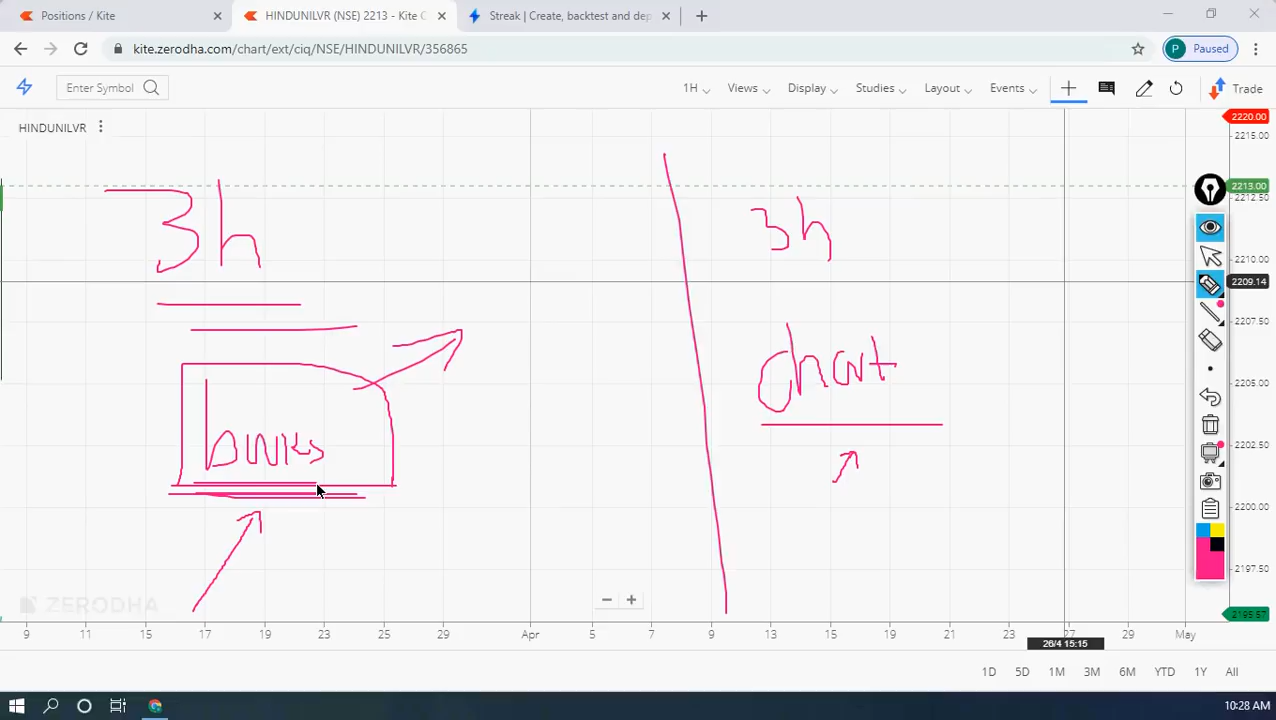 Positions / Kite
HINDUNILVR (NSE) 2213 - Kite C
Streak | Create, backtest and dep
kite.zerodha.com/chart/ext/ciq/NSE/HINDUNILVR/356865
P Paused
Enter Symbol
1H Views Display Studies Layout Events Trade
HINDUNILVR
2220.00
2215.00
2213.00
2212.50
2210.00
2209.14
2207.50
2205.00
2202.50
2200.00
2197.50
2195.57
3h
3h
chart
ZERODHA
9 11 15 17 19 23 25 29 Apr 5 7 9 13 15 19 21 23 27 29 May
26/4 15:15
1D 5D 1M 3M 6M YTD 1Y All
10:28 AM